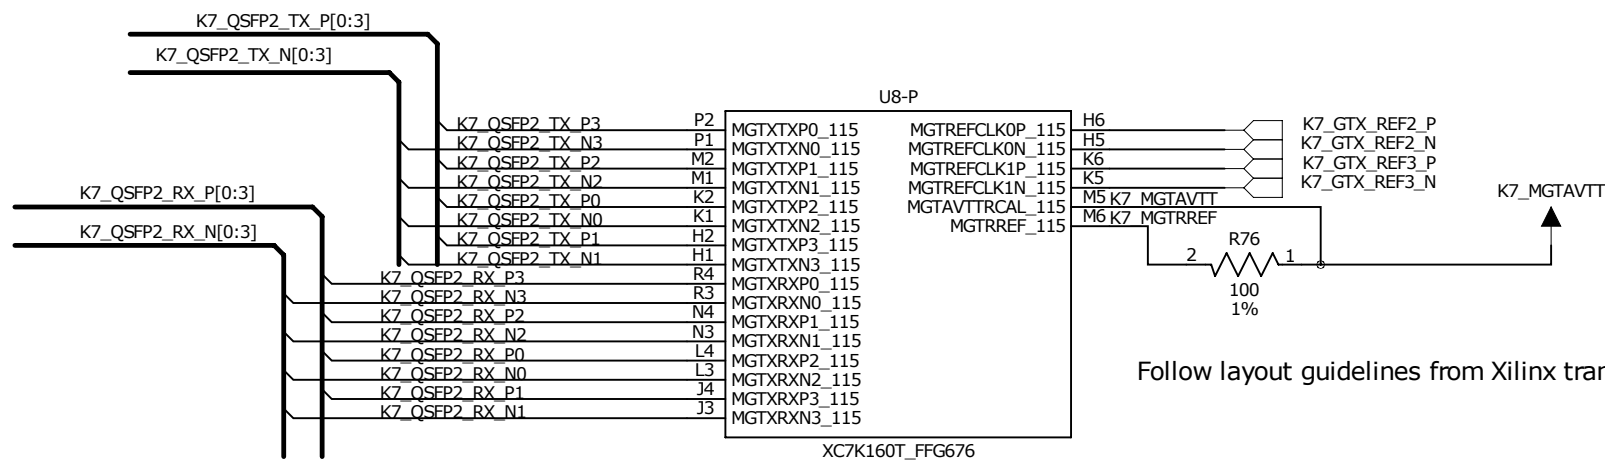 K7_QSFP2_TX_P[0:3]
K7_QSFP2_TX_N[0:3]
K7_QSFP2_RX_P[0:3]
K7_QSFP2_RX_N[0:3]
U8-P
K7_QSFP2_TX_P3 P2 MGTXTXP0_115
K7_QSFP2_TX_N3 P1 MGTXTXN0_115
K7_QSFP2_TX_P2 M2 MGTXTXP1_115
K7_QSFP2_TX_N2 M1 MGTXTXN1_115
K7_QSFP2_TX_P0 K2 MGTXTXP2_115
K7_QSFP2_TX_N0 K1 MGTXTXN2_115
K7_QSFP2_TX_P1 H2 MGTXTXP3_115
K7_QSFP2_TX_N1 H1 MGTXTXN3_115
K7_QSFP2_RX_P3 R4 MGTXRXP0_115
K7_QSFP2_RX_N3 R3 MGTXRXN0_115
K7_QSFP2_RX_P2 N4 MGTXRXP1_115
K7_QSFP2_RX_N2 N3 MGTXRXN1_115
K7_QSFP2_RX_P0 L4 MGTXRXP2_115
K7_QSFP2_RX_N0 L3 MGTXRXN2_115
K7_QSFP2_RX_P1 J4 MGTXRXP3_115
K7_QSFP2_RX_N1 J3 MGTXRXN3_115
MGTREFCLK0P_115 H6 K7_GTX_REF2_P
MGTREFCLK0N_115 H5 K7_GTX_REF2_N
MGTREFCLK1P_115 K6 K7_GTX_REF3_P
MGTREFCLK1N_115 K5 K7_GTX_REF3_N
MGTAVTTRCAL_115 M5 K7_MGTAVTT
MGTRREF_115 M6 K7_MGTRREF
K7_MGTAVTT
R76
2 1
100
1%
Follow layout guidelines from Xilinx
XC7K160T_FFG676